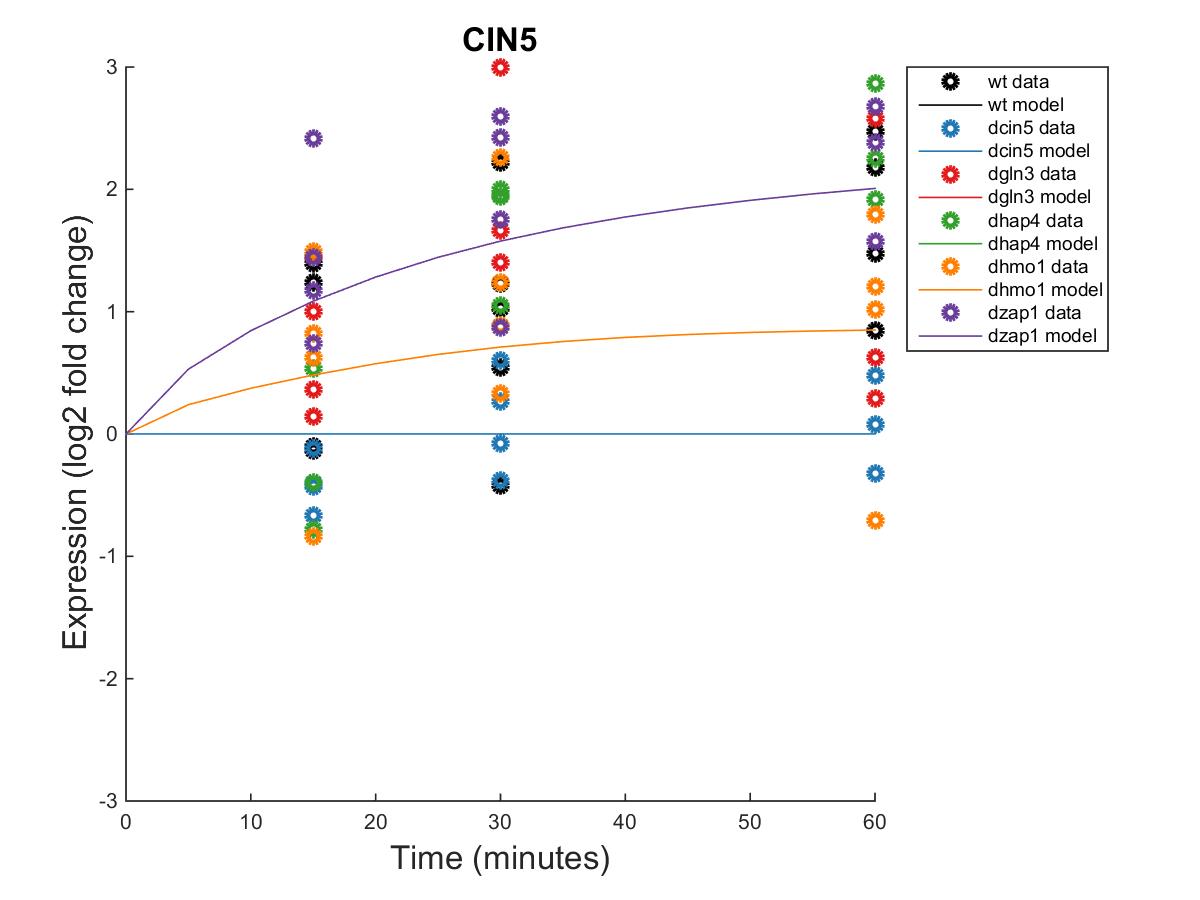 CIN5
Expression (log2 fold change)
3
2
1
0
-1
-2
-3
0 10 20 30 40 50 60
Time (minutes)
wt data
wt model
dcin5 data
dcin5 model
dgln3 data
dgln3 model
dhap4 data
dhap4 model
dhmo1 data
dhmo1 model
dzap1 data
dzap1 model